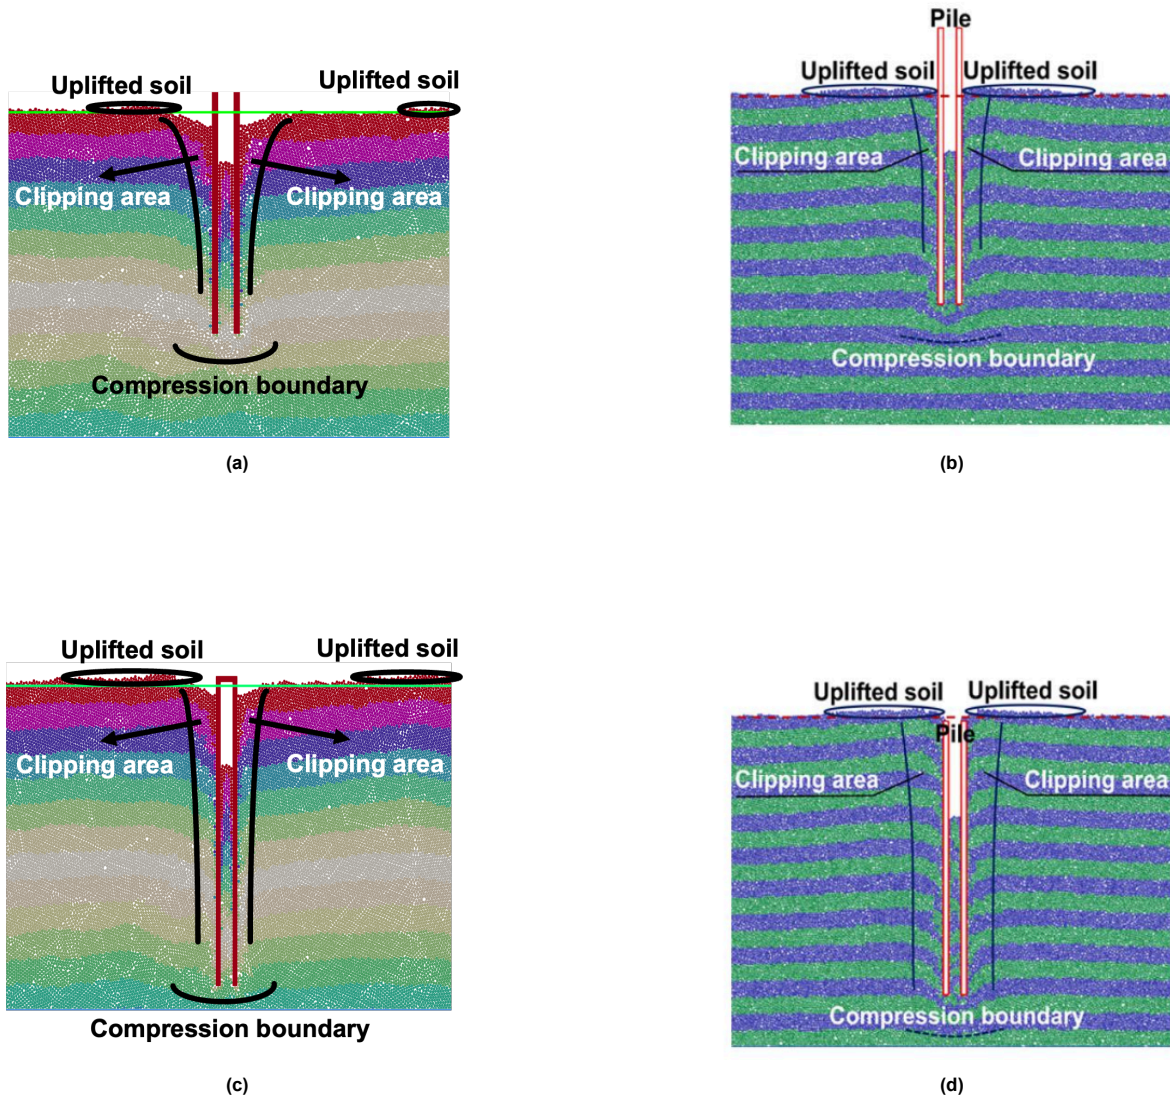 Uplifted soil
Uplifted soil
Clipping area
Clipping area
Compression boundary
(a)
Pile
Uplifted soil
Uplifted soil
Clipping area
Clipping area
Compression boundary
(b)
Uplifted soil
Uplifted soil
Clipping area
Clipping area
Compression boundary
(c)
Uplifted soil
Uplifted soil
Pile
Clipping area
Clipping area
Compression boundary
(d)